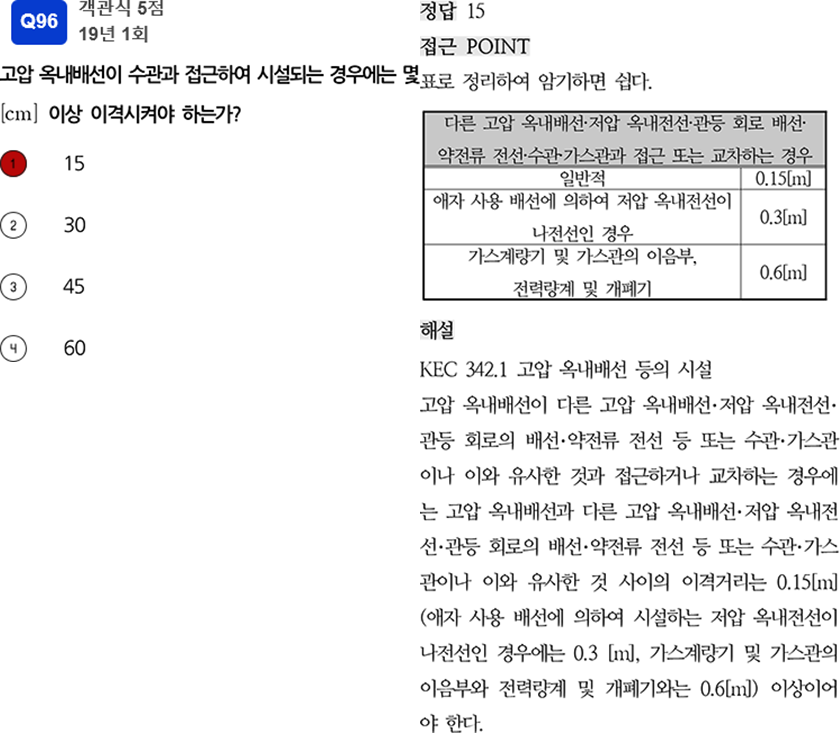 Q96
객관식 5점
19년 1회
고압 옥내배선이 수관과 접근하여 시설되는 경우에는 몇
[cm] 이상 이격시켜야 하는가?
1 15
2 30
3 45
4 60
정답 15
접근 POINT
표로 정리하여 암기하면 쉽다.
다른 고압 옥내배선·저압 옥내전선·관등 회로 배선·
약전류 전선·수관·가스관과 접근 또는 교차하는 경우
일반적 0.15[m]
애자 사용 배선에 의하여 저압 옥내전선이
나전선인 경우 0.3[m]
가스계량기 및 가스관의 이음부,
전력량계 및 개폐기 0.6[m]
해설
KEC 342.1 고압 옥내배선 등의 시설
고압 옥내배선이 다른 고압 옥내배선·저압 옥내전선·
관등 회로의 배선·약전류 전선 등 또는 수관·가스관
이나 이와 유사한 것과 접근하거나 교차하는 경우에
는 고압 옥내배선과 다른 고압 옥내배선·저압 옥내전
선·관등 회로의 배선·약전류 전선 등 또는 수관·가스
관이나 이와 유사한 것 사이의 이격거리는 0.15[m]
(애자 사용 배선에 의하여 시설하는 저압 옥내전선이
나전선인 경우에는 0.3 [m], 가스계량기 및 가스관의
이음부와 전력량계 및 개폐기와는 0.6[m]) 이상이어
야 한다.